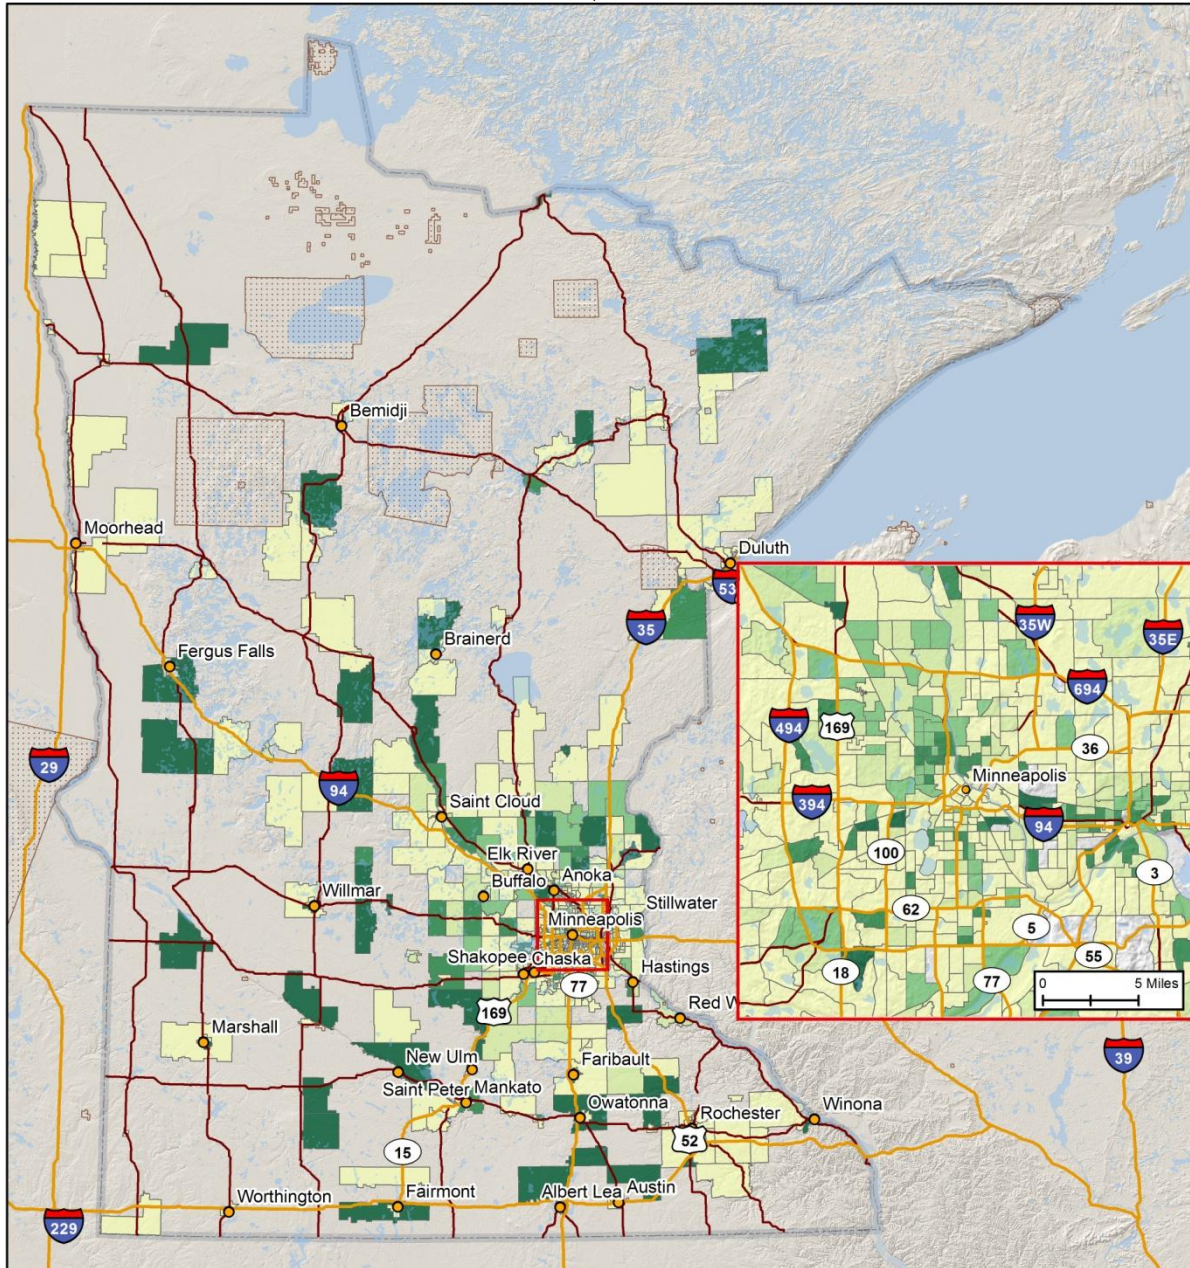 Bemidji
Moorhead
Duluth
53
35
Brainerd
Fergus Falls
29
94
Saint Cloud
Elk River
Buffalo
Anoka
Willmar
Stillwater
Minneapolis
Shakopee
Chaska
Hastings
77
169
Red W
Marshall
New Ulm
Faribault
Saint Peter
Mankato
Owatonna
Rochester
Winona
52
15
Worthington
Fairmont
Albert Lea
Austin
229
39
35W
35E
694
494
169
36
Minneapolis
394
94
100
3
62
5
55
18
77
0
5 Miles